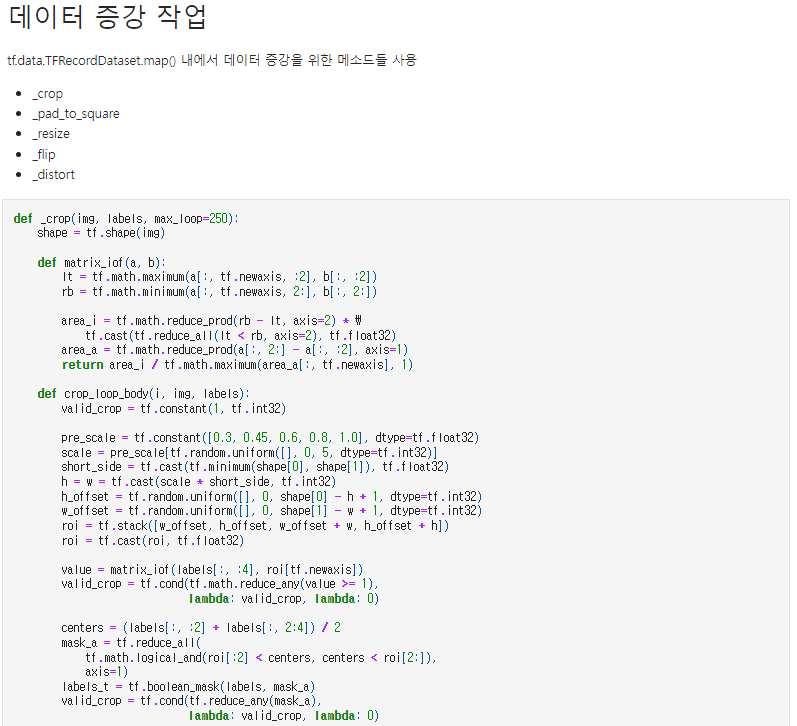 데이터 증강 작업
tf.data.TFRecordDataset.map() 내에서 데이터 증강을 위한 메소드들 사용
• _crop
• _pad_to_square
• _resize
• _flip
• _distort
def _crop(img, labels, max_loop=250):
    shape = tf.shape(img)

    def matrix_iof(a, b):
        lt = tf.math.maximum(a[:, tf.newaxis, :2], b[:, :2])
        rb = tf.math.minimum(a[:, tf.newaxis, 2:], b[:, 2:])

        area_i = tf.math.reduce_prod(rb - lt, axis=2) * ₩
            tf.cast(tf.reduce_all(lt < rb, axis=2), tf.float32)
        area_a = tf.math.reduce_prod(a[:, 2:] - a[:, :2], axis=1)
        return area_i / tf.math.maximum(area_a[:, tf.newaxis], 1)

    def crop_loop_body(i, img, labels):
        valid_crop = tf.constant(1, tf.int32)

        pre_scale = tf.constant([0.3, 0.45, 0.6, 0.8, 1.0], dtype=tf.float32)
        scale = pre_scale[tf.random.uniform([], 0, 5, dtype=tf.int32)]
        short_side = tf.cast(tf.minimum(shape[0], shape[1]), tf.float32)
        h = w = tf.cast(scale * short_side, tf.int32)
        h_offset = tf.random.uniform([], 0, shape[0] - h + 1, dtype=tf.int32)
        w_offset = tf.random.uniform([], 0, shape[1] - w + 1, dtype=tf.int32)
        roi = tf.stack([w_offset, h_offset, w_offset + w, h_offset + h])
        roi = tf.cast(roi, tf.float32)

        value = matrix_iof(labels[:, :4], roi[tf.newaxis])
        valid_crop = tf.cond(tf.math.reduce_any(value >= 1),
                             lambda: valid_crop, lambda: 0)

        centers = (labels[:, :2] + labels[:, 2:4]) / 2
        mask_a = tf.reduce_all(
            tf.math.logical_and(roi[:2] < centers, centers < roi[2:]),
            axis=1)
        labels_t = tf.boolean_mask(labels, mask_a)
        valid_crop = tf.cond(tf.reduce_any(mask_a),
                             lambda: valid_crop, lambda: 0)